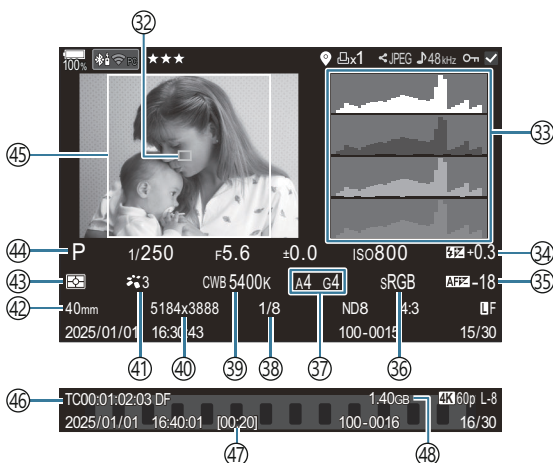 32
100% PC ★★★ x1 JPEG 48kHz
45
33
44 P 1/250 F5.6 ±0.0 ISO800 +0.3 34
43 3 CWB 5400K A4 G4 sRGB AFZ -18 35
42 40mm 5184x3888 1/8 ND8 4:3 LF
2025/01/01 16:30:43 100-0015 15/30
41 40 39 38 37 36
46 TC00:01:02:03 DF 1.40GB 4K 60p L-8
2025/01/01 16:40:01 [00:20] 100-0016 16/30
47 48